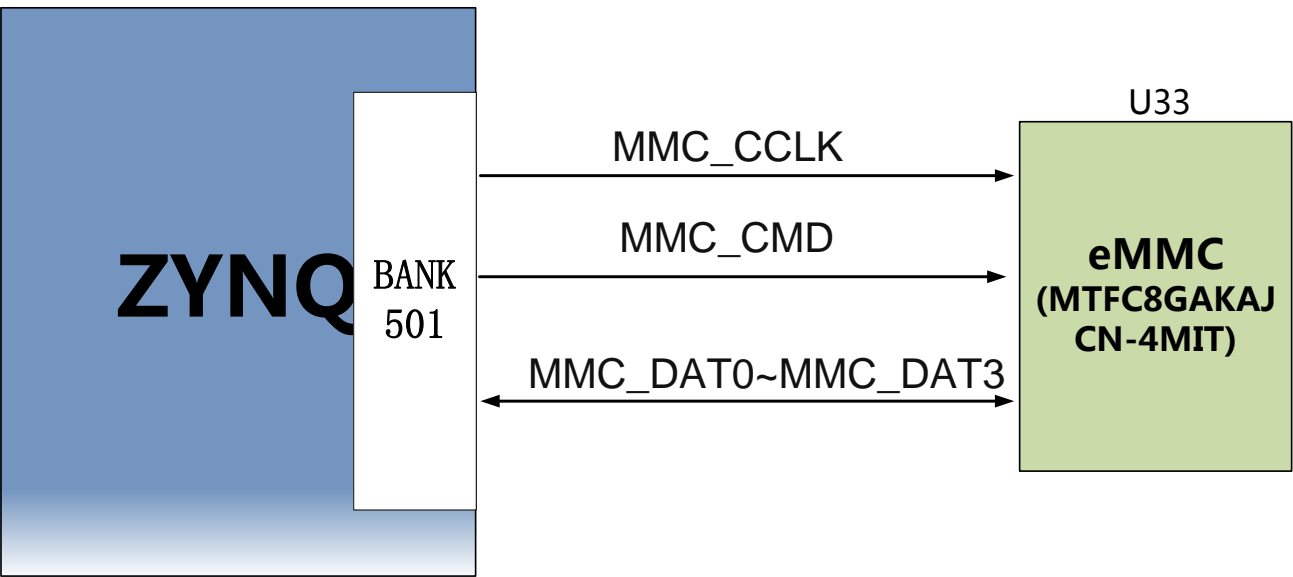 U33
MMC_CCLK
MMC_CMD
ZYNQ
BANK
501
eMMC
(MTFC8GAKAJ
CN-4MIT)
MMC_DAT0~MMC_DAT3